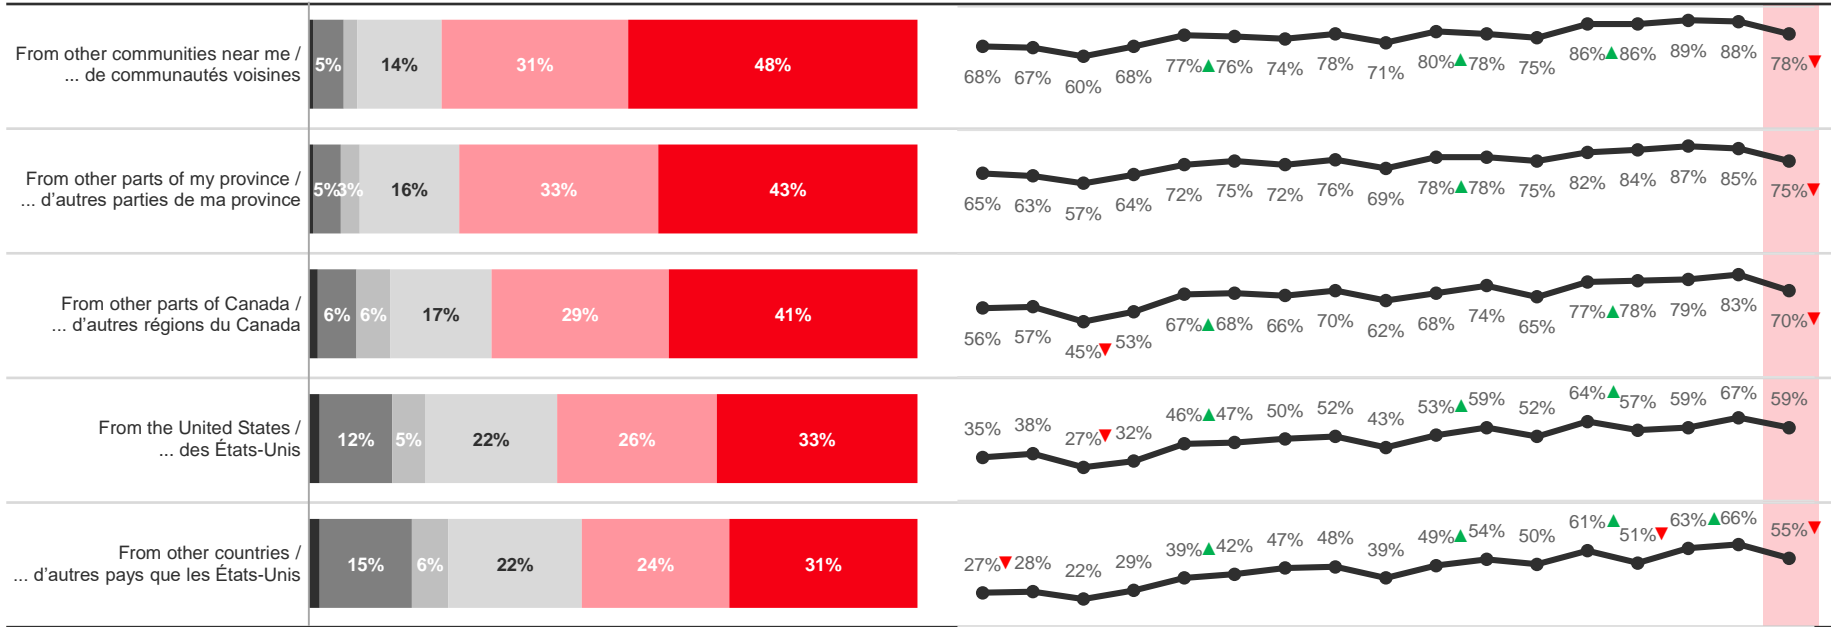 From other communities near me /
... de communautés voisines
5% 14% 31% 48%
68% 67% 60% 68% 77%▲76% 74% 78% 71% 80%▲78% 75% 86%▲86% 89% 88% 78%▼
From other parts of my province /
... d'autres parties de ma province
5% 3% 16% 33% 43%
65% 63% 57% 64% 72% 75% 72% 76% 69% 78%▲78% 75% 82% 84% 87% 85% 75%▼
From other parts of Canada /
... d'autres régions du Canada
6% 6% 17% 29% 41%
56% 57% 45%▼53% 67%▲68% 66% 70% 62% 68% 74% 65% 77%▲78% 79% 83% 70%▼
From the United States /
... des États-Unis
12% 5% 22% 26% 33%
35% 38% 27%▼32% 46%▲47% 50% 52% 43% 53%▲59% 52% 64%▲57% 59% 67% 59%
From other countries /
... d'autres pays que les États-Unis
15% 6% 22% 24% 31%
27%▼28% 22% 29% 39%▲42% 47% 48% 39% 49%▲54% 50% 61%▲51%▼63%▲66% 55%▼